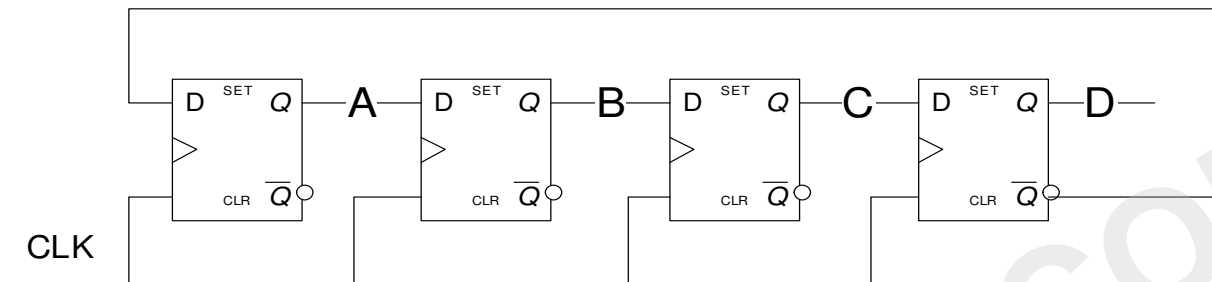 D SET Q A D SET Q B D SET Q C D SET Q D
CLR Q CLR Q CLR Q CLR Q
CLK